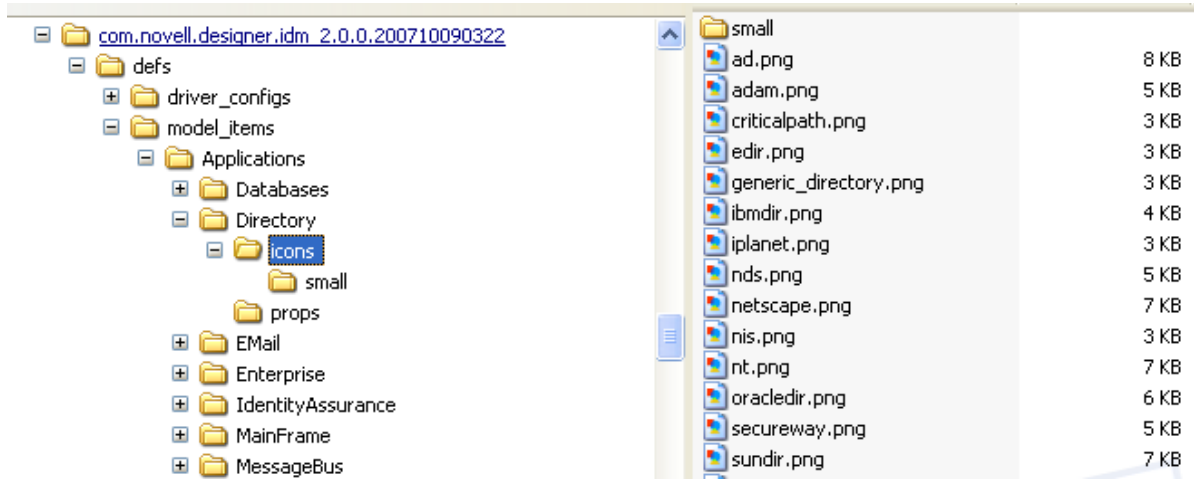 com.novell.designer.idm_2.0.0.200710090322
defs
driver_configs
model_items
Applications
Databases
Directory
icons
small
props
EMail
Enterprise
IdentityAssurance
MainFrame
MessageBus
small
ad.png 8 KB
adam.png 5 KB
criticalpath.png 3 KB
edir.png 3 KB
generic_directory.png 3 KB
ibmdir.png 4 KB
iplanet.png 3 KB
nds.png 5 KB
netscape.png 7 KB
nis.png 3 KB
nt.png 7 KB
oracledir.png 6 KB
secureway.png 5 KB
sundir.png 7 KB